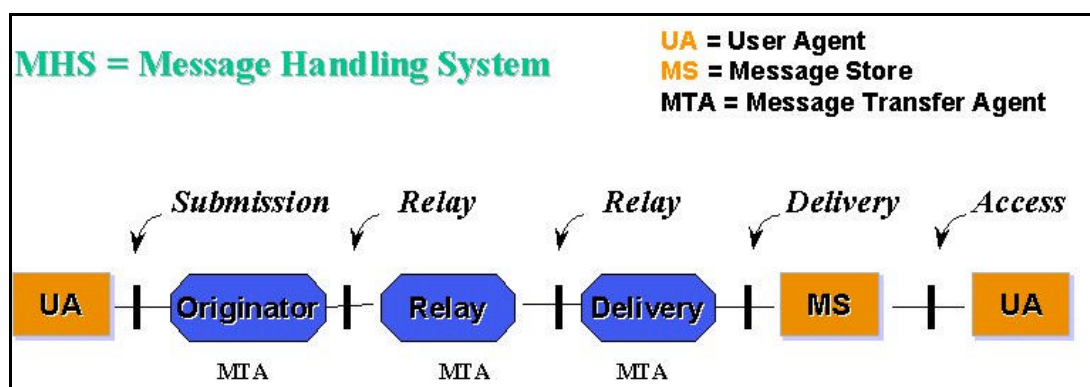 MHS = Message Handling System
UA = User Agent
MS = Message Store
MTA = Message Transfer Agent
Submission Relay Relay Delivery Access
UA Originator Relay Delivery MS UA
MTA MTA MTA